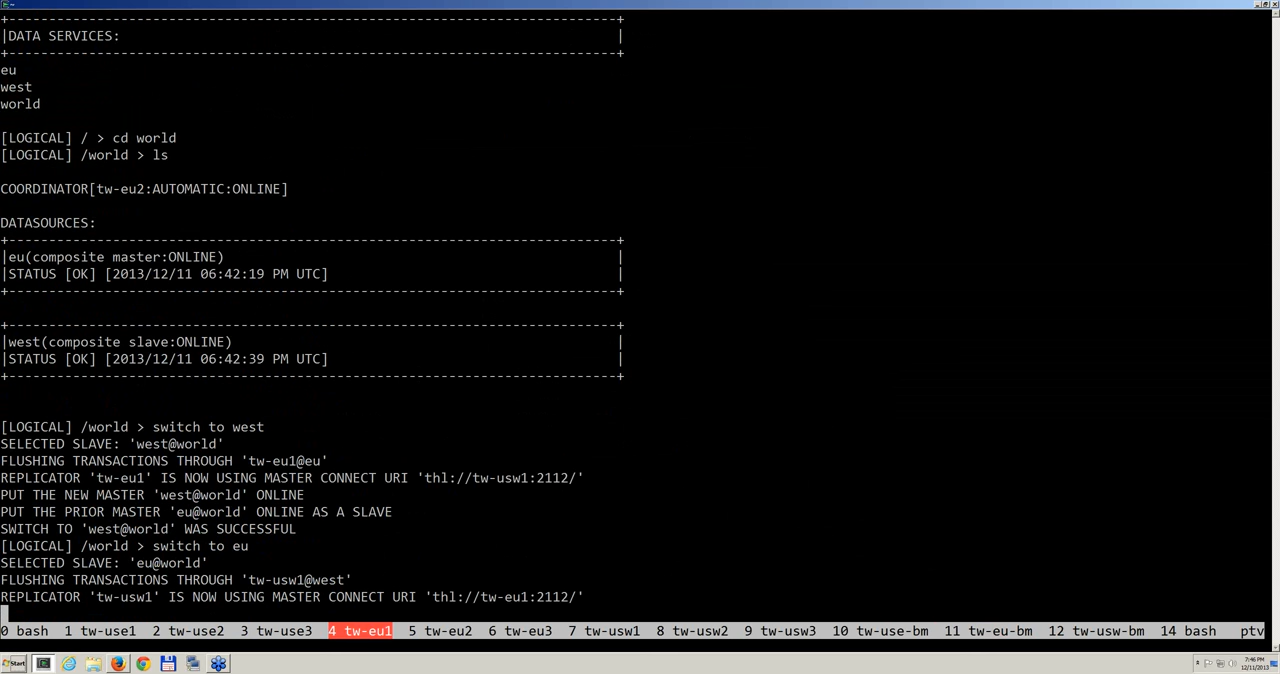 +---------------------------------------------------------------------------------+
|DATA SERVICES:                                                                   |
+---------------------------------------------------------------------------------+
eu
west
world
[LOGICAL] / > cd world
[LOGICAL] /world > ls
COORDINATOR[tw-eu2:AUTOMATIC:ONLINE]
DATASOURCES:
+---------------------------------------------------------------------------------+
|eu(composite master:ONLINE)                                                      |
|STATUS [OK] [2013/12/11 06:42:19 PM UTC]                                         |
+---------------------------------------------------------------------------------+
+---------------------------------------------------------------------------------+
|west(composite slave:ONLINE)                                                     |
|STATUS [OK] [2013/12/11 06:42:39 PM UTC]                                         |
+---------------------------------------------------------------------------------+
[LOGICAL] /world > switch to west
SELECTED SLAVE: 'west@world'
FLUSHING TRANSACTIONS THROUGH 'tw-eu1@eu'
REPLICATOR 'tw-eu1' IS NOW USING MASTER CONNECT URI 'thl://tw-usw1:2112/'
PUT THE NEW MASTER 'west@world' ONLINE
PUT THE PRIOR MASTER 'eu@world' ONLINE AS A SLAVE
SWITCH TO 'west@world' WAS SUCCESSFUL
[LOGICAL] /world > switch to eu
SELECTED SLAVE: 'eu@world'
FLUSHING TRANSACTIONS THROUGH 'tw-usw1@west'
REPLICATOR 'tw-usw1' IS NOW USING MASTER CONNECT URI 'thl://tw-eu1:2112/'
0 bash  1 tw-use1  2 tw-use2  3 tw-use3  4 tw-eu1  5 tw-eu2  6 tw-eu3  7 tw-usw1  8 tw-usw2  9 tw-usw3  10 tw-use-bm  11 tw-eu-bm  12 tw-usw-bm  14 bash  ptv
Start
7:46 PM
12/11/2013